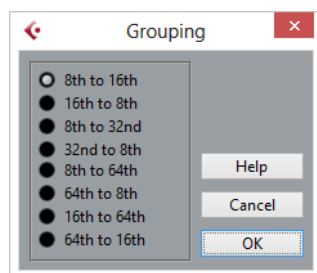 Grouping
8th to 16th
16th to 8th
8th to 32nd
32nd to 8th
8th to 64th
64th to 8th
16th to 64th
64th to 16th
Help
Cancel
OK